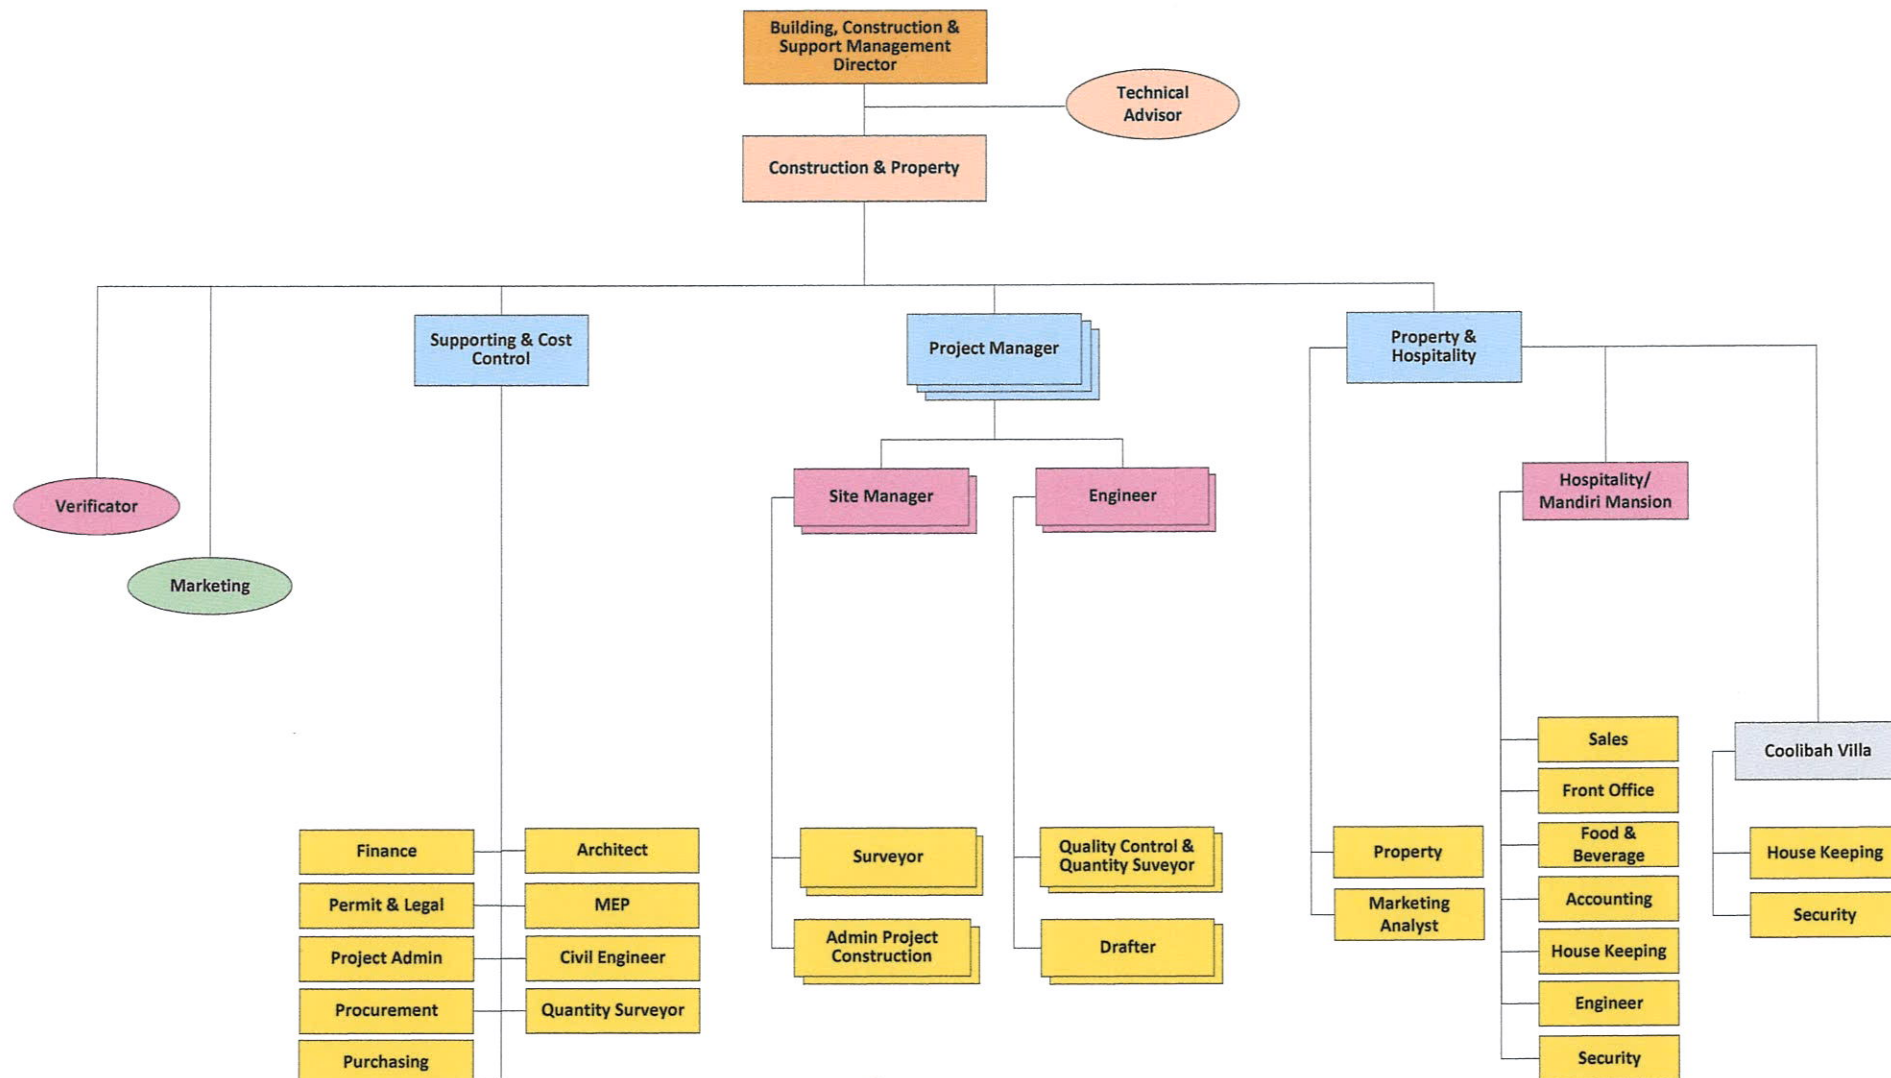 Building, Construction &
Support Management
Director
Technical
Advisor
Construction & Property
Supporting & Cost
Control
Project Manager
Property &
Hospitality
Verificator
Marketing
Site Manager
Engineer
Hospitality/
Mandiri Mansion
Finance
Architect
Permit & Legal
MEP
Project Admin
Civil Engineer
Procurement
Quantity Surveyor
Purchasing
Surveyor
Admin Project
Construction
Quality Control &
Quantity Suveyor
Drafter
Property
Marketing
Analyst
Sales
Front Office
Food &
Beverage
Accounting
House Keeping
Engineer
Security
Coolibah Villa
House Keeping
Security